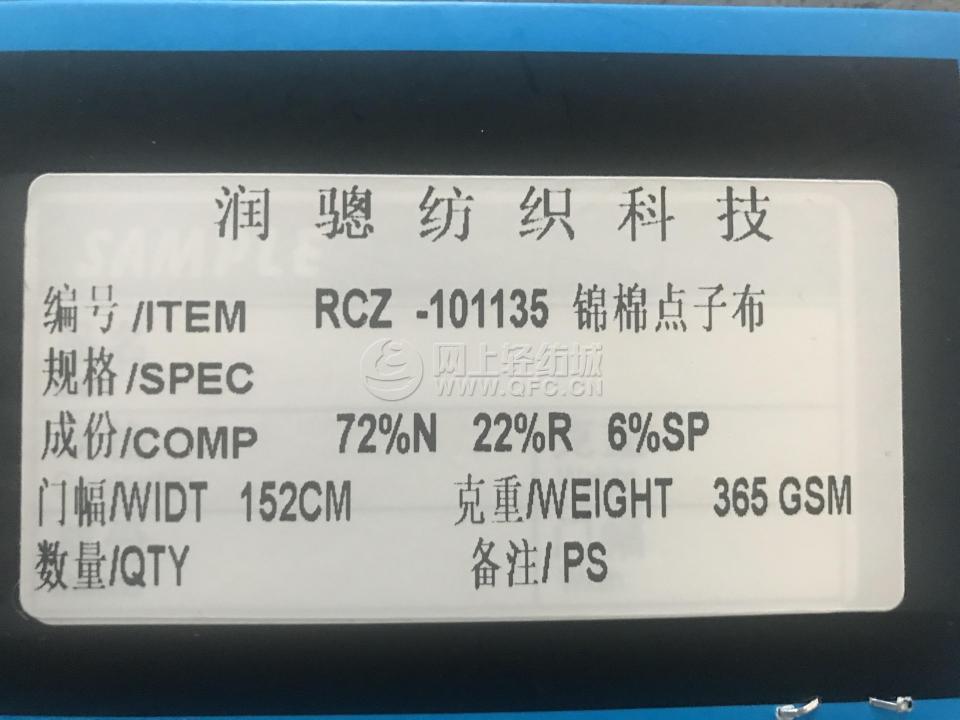 润骢纺织科技
SAMPLE
编号/ITEM RCZ -101135 锦棉点子布
规格/SPEC
网上轻纺城
WWW.QFC.CN
成份/COMP 72%N 22%R 6%SP
门幅/WIDT 152CM 克重/WEIGHT 365 GSM
数量/QTY 备注/ PS